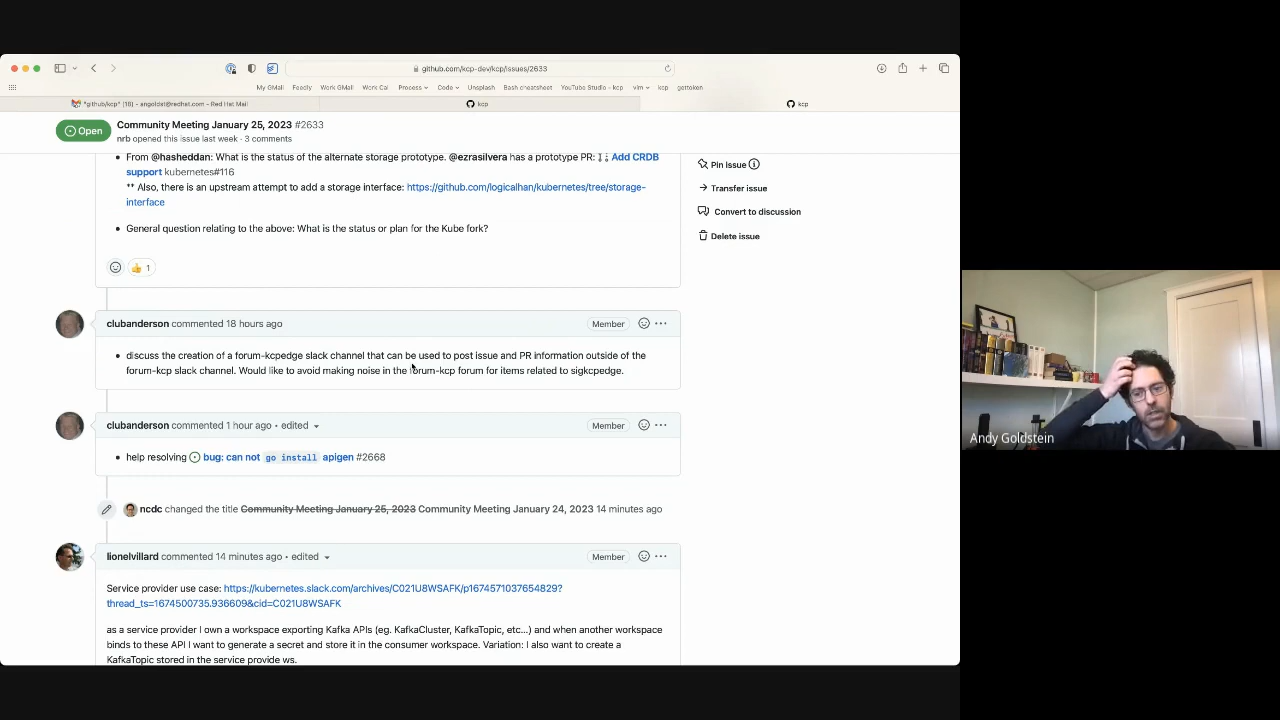 github.com/kcp-dev/kcp/issues/2633
My GMail Feedly Work GMail Work Cal Process Code Unsplash Bash cheatsheet YouTube Studio - kcp vim kcp gettoken
"github/kcp" (18) - angoldst@redhat.com - Red Hat Mail
kcp
kcp
Open
Community Meeting January 25, 2023 #2633
nrb opened this issue last week · 3 comments
• From @hasheddan: What is the status of the alternate storage prototype. @ezrasilvera has a prototype PR: Add CRDB
support kubernetes#116
** Also, there is an upstream attempt to add a storage interface: https://github.com/logicalhan/kubernetes/tree/storage-
interface
• General question relating to the above: What is the status or plan for the Kube fork?
👍 1
Pin issue
Transfer issue
Convert to discussion
Delete issue
clubanderson commented 18 hours ago
Member
• discuss the creation of a forum-kcpedge slack channel that can be used to post issue and PR information outside of the
forum-kcp slack channel. Would like to avoid making noise in the forum-kcp forum for items related to sigkcpedge.
clubanderson commented 1 hour ago · edited
Member
• help resolving bug: can not go install apigen #2668
ncdc changed the title Community Meeting January 25, 2023 Community Meeting January 24, 2023 14 minutes ago
lionelvillard commented 14 minutes ago · edited
Member
Service provider use case: https://kubernetes.slack.com/archives/C021U8WSAFK/p1674571037654829?
thread_ts=1674500735.936609&cid=C021U8WSAFK
as a service provider I own a workspace exporting Kafka APIs (eg. KafkaCluster, KafkaTopic, etc...) and when another workspace
binds to these API I want to generate a secret and store it in the consumer workspace. Variation: I also want to create a
KafkaTopic stored in the service provide ws.
Andy Goldstein